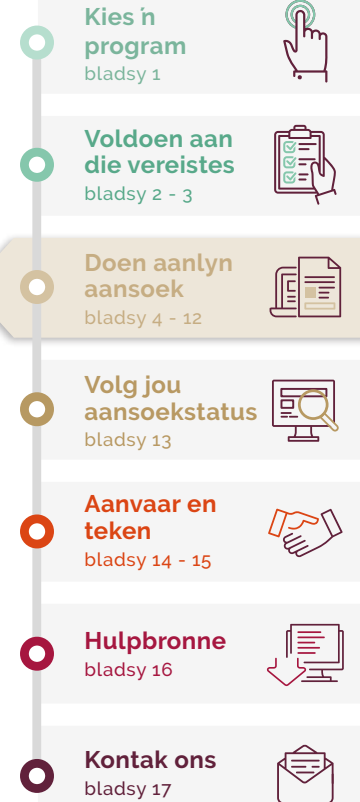 Kies ŉ
program
bladsy 1
Voldoen aan
die vereistes
bladsy 2 - 3
Doen aanlyn
aansoek
bladsy 4 - 12
Volg jou
aansoekstatus
bladsy 13
Aanvaar en
teken
bladsy 14 - 15
Hulpbronne
bladsy 16
Kontak ons
bladsy 17